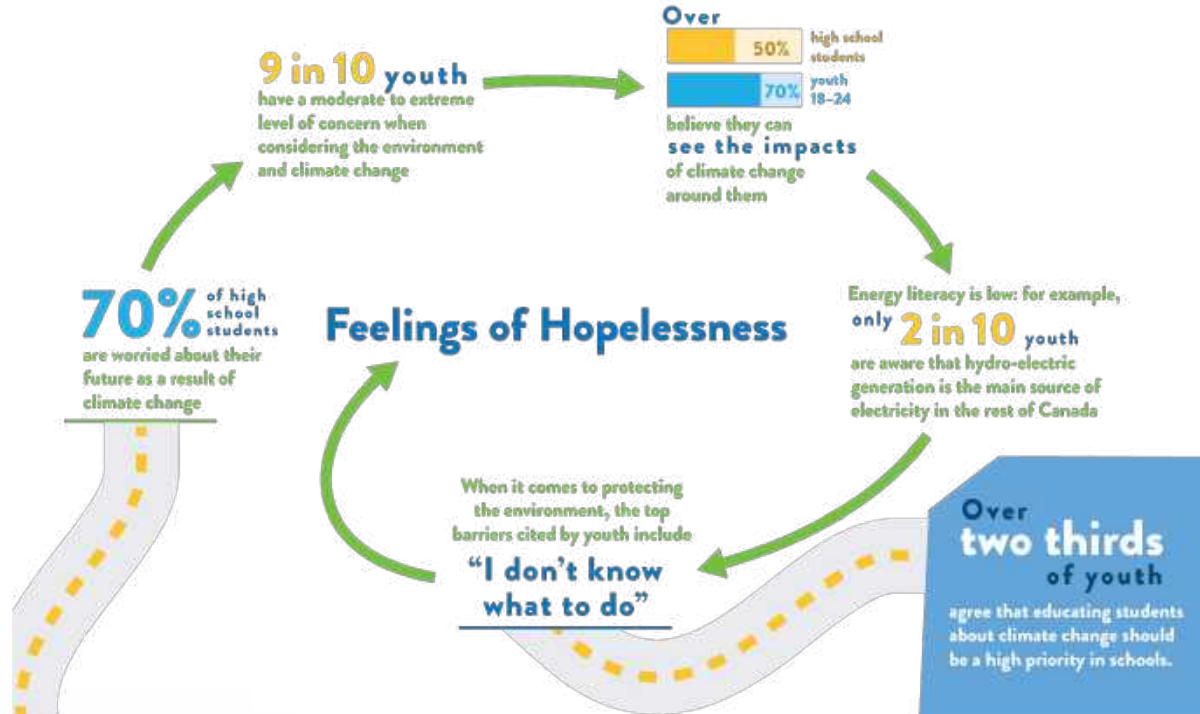 70% of high
school
students
are worried about their
future as a result of
climate change
9 in 10 youth
have a moderate to extreme
level of concern when
considering the environment
and climate change
Over
50% high school
students
70% youth
18–24
believe they can
see the impacts
of climate change
around them
Energy literacy is low: for example,
only 2 in 10 youth
are aware that hydro-electric
generation is the main source of
electricity in the rest of Canada
When it comes to protecting
the environment, the top
barriers cited by youth include
“I don’t know
what to do”
Feelings of Hopelessness
Over
two thirds
of youth
agree that educating students
about climate change should
be a high priority in schools.